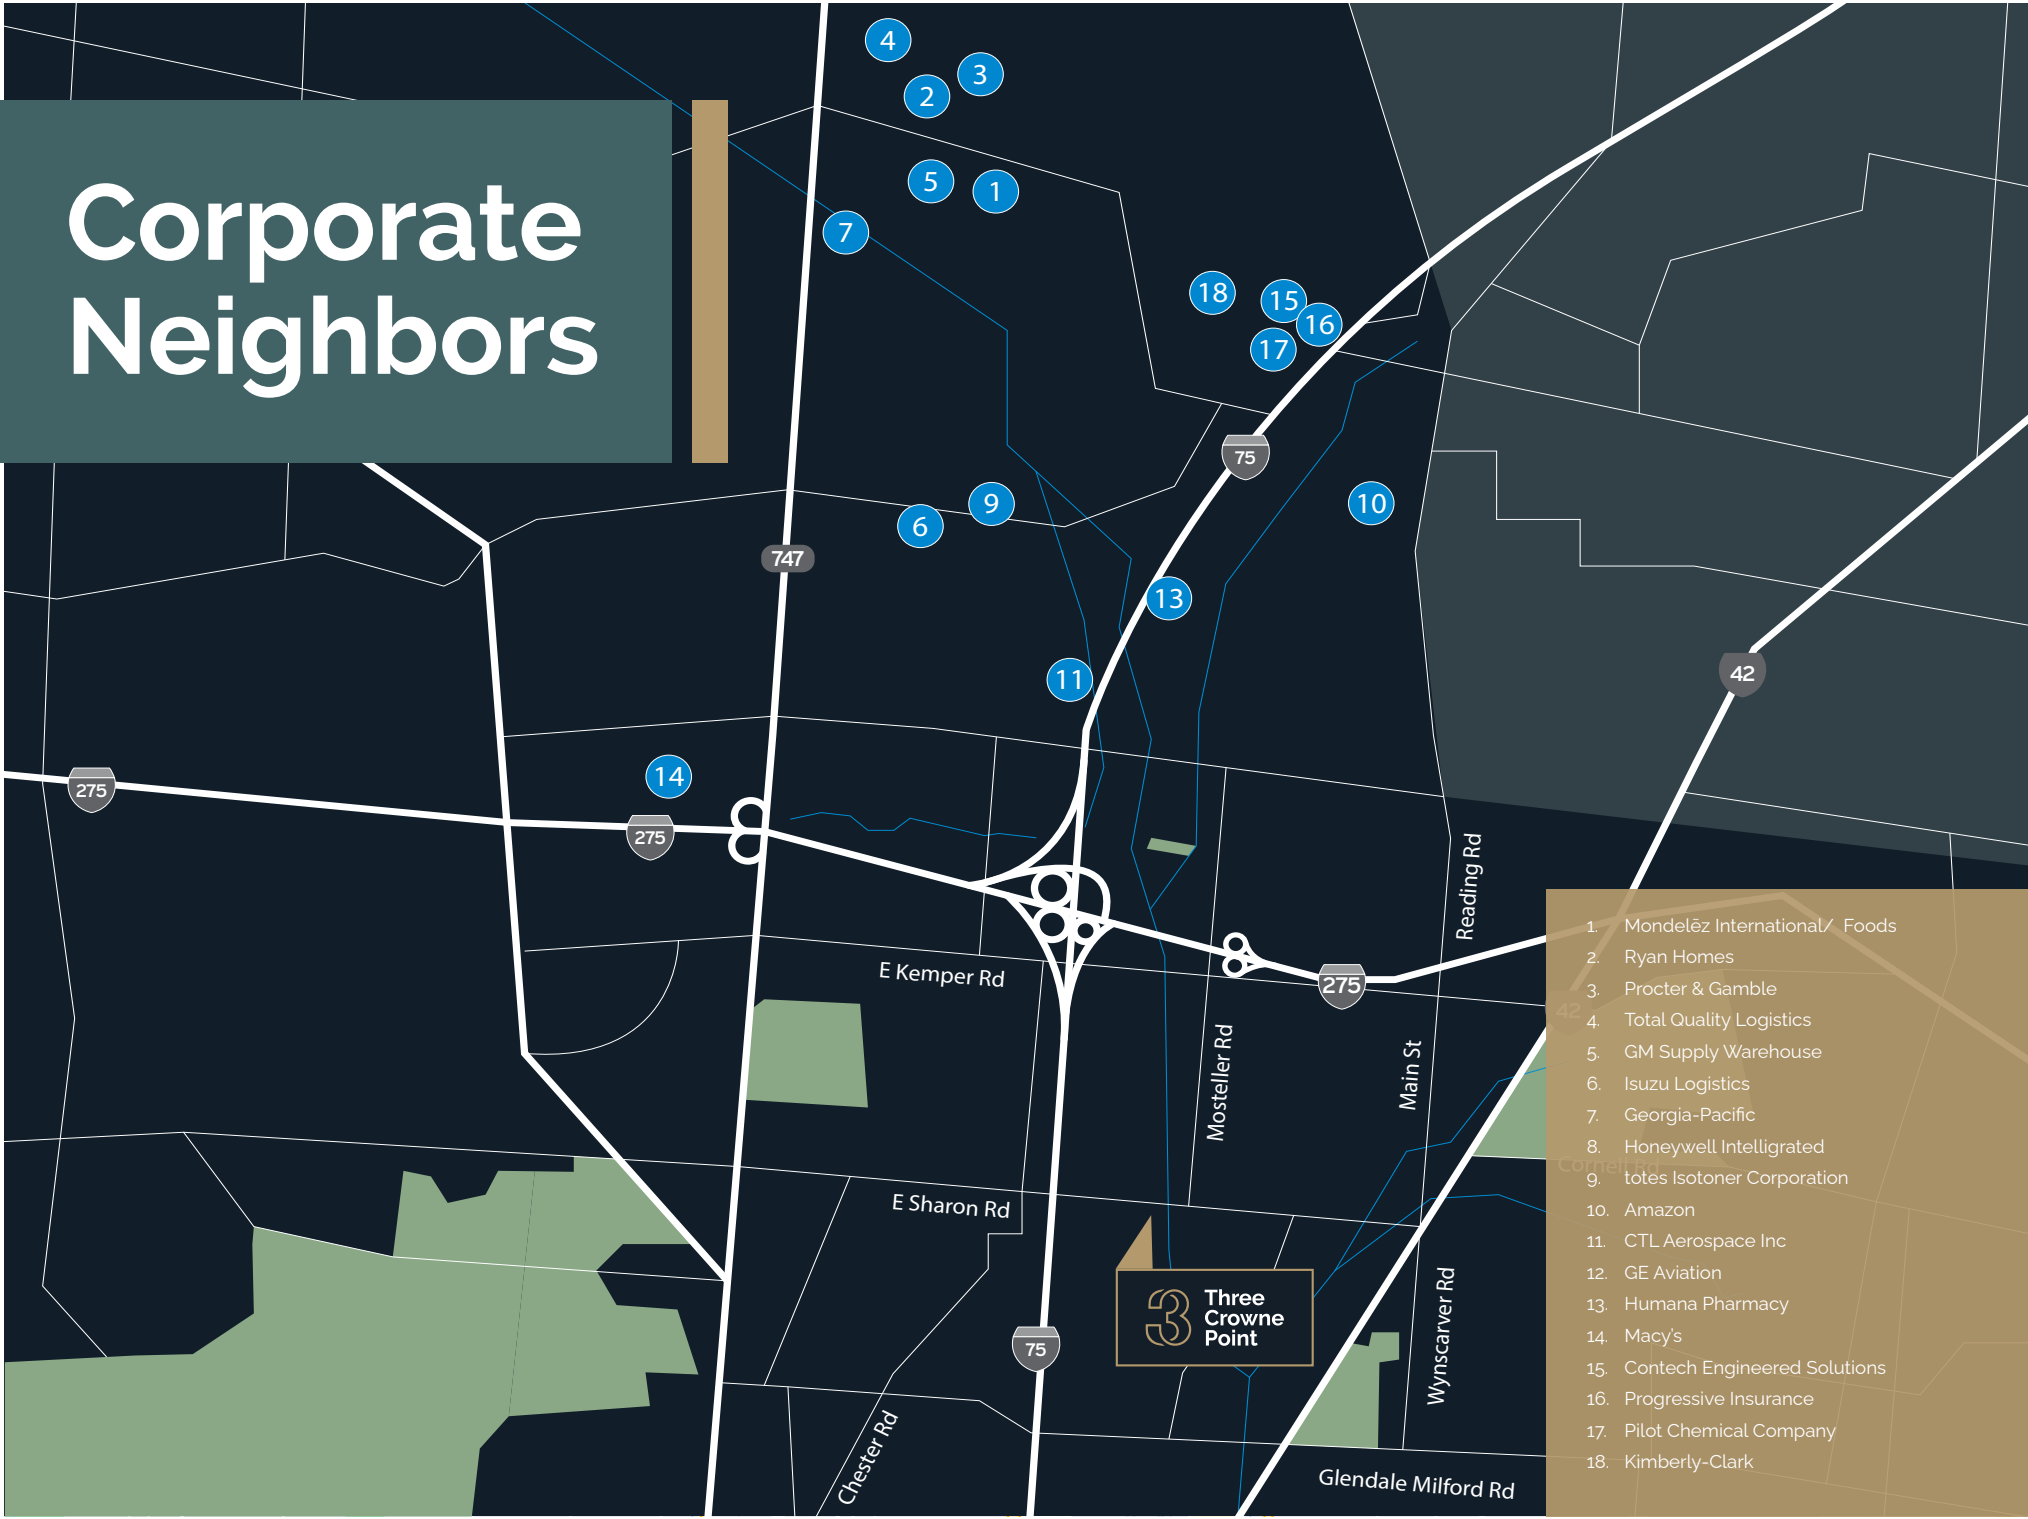 Corporate
Neighbors
4
3
2
5
1
7
18
15
16
17
75
9
10
6
747
13
11
42
14
275
275
Reading Rd
E Kemper Rd
275
42
Mosteller Rd
Main St
Cornell Rd
E Sharon Rd
3
Three
Crowne
Point
75
Wynscarver Rd
Chester Rd
Glendale Milford Rd
1. Mondelēz International/ Foods
2. Ryan Homes
3. Procter & Gamble
4. Total Quality Logistics
5. GM Supply Warehouse
6. Isuzu Logistics
7. Georgia-Pacific
8. Honeywell Intelligrated
9. totes Isotoner Corporation
10. Amazon
11. CTL Aerospace Inc
12. GE Aviation
13. Humana Pharmacy
14. Macy's
15. Contech Engineered Solutions
16. Progressive Insurance
17. Pilot Chemical Company
18. Kimberly-Clark